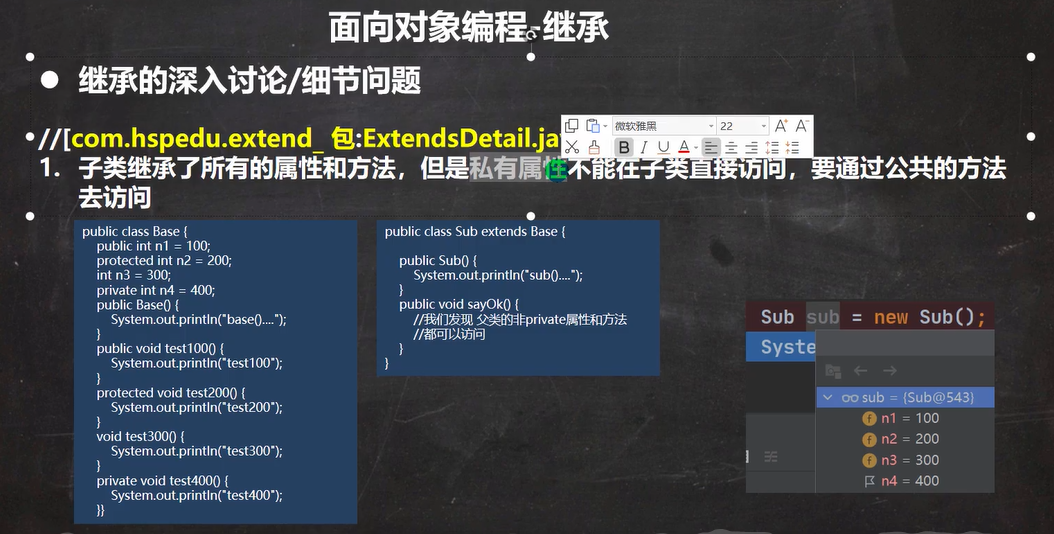 面向对象编程-继承
继承的深入讨论/细节问题
//[com.hspedu.extend_ 包:ExtendsDetail.ja
微软雅黑
22
A A
B I U A
1. 子类继承了所有的属性和方法，但是私有属性不能在子类直接访问，要通过公共的方法
去访问
public class Base {
public int n1 = 100;
protected int n2 = 200;
int n3 = 300;
private int n4 = 400;
public Base() {
System.out.println("base()....");
}
public void test100() {
System.out.println("test100");
}
protected void test200() {
System.out.println("test200");
}
void test300() {
System.out.println("test300");
}
private void test400() {
System.out.println("test400");
}}
public class Sub extends Base {
public Sub() {
System.out.println("sub()....");
}
public void sayOk() {
//我们发现 父类的非private属性和方法
//都可以访问
}
}
Sub sub = new Sub();
Syste
sub = {Sub@543}
f n1 = 100
f n2 = 200
f n3 = 300
n4 = 400